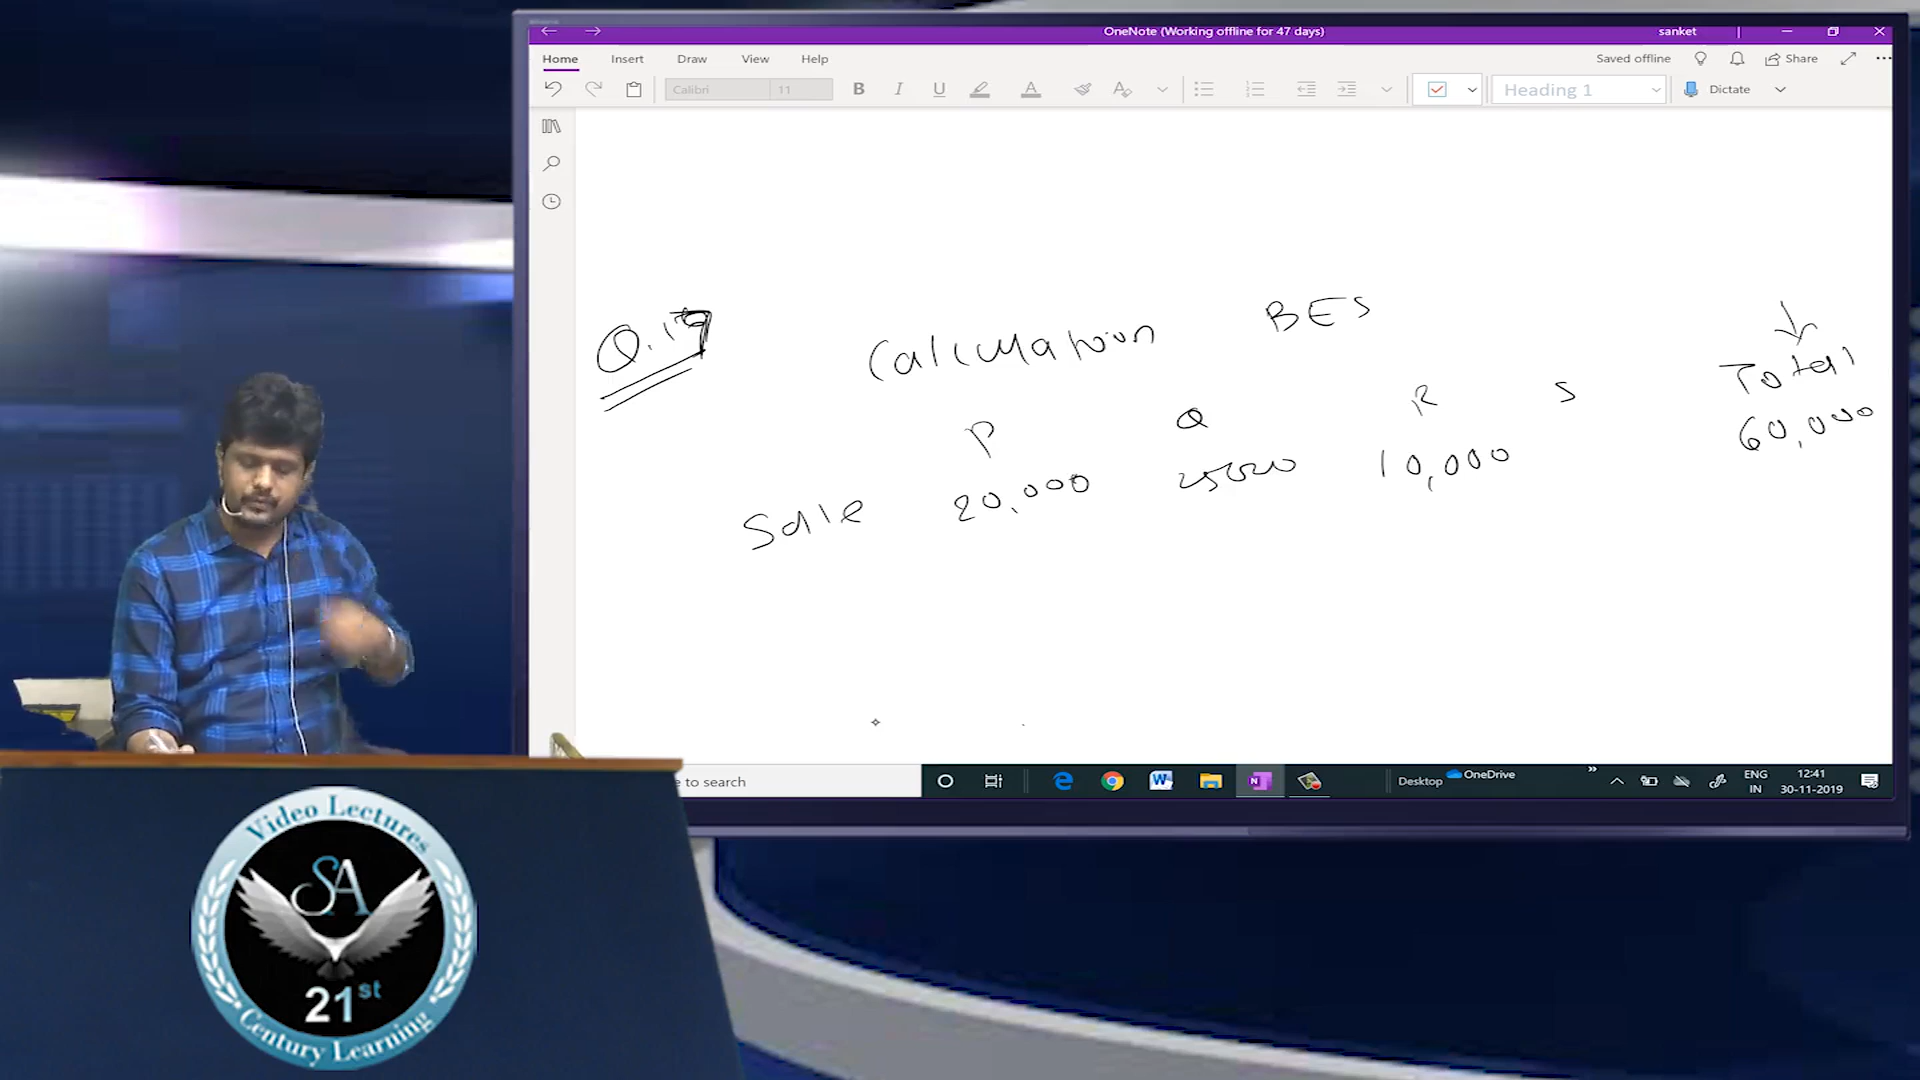 OneNote (Working offline for 47 days)
sanket
Home Insert Draw View Help
Saved offline
Share
Calibri 11
B I U A A
Heading 1
Dictate
Calculation BES
P Q R S Total
Sale 20,000 25000 10,000 60,000
e to search
Desktop
OneDrive
ENG
IN
12:41
30-11-2019
Video Lectures
SA
21st
Century Learning